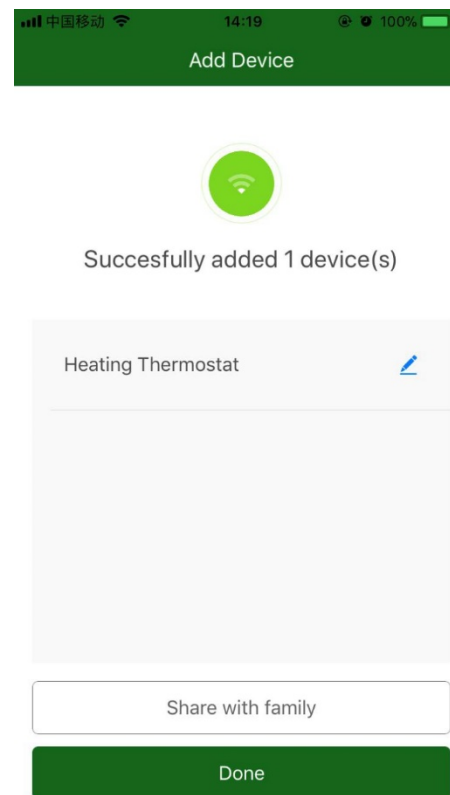 中国移动 14:19 100%
Add Device
Succesfully added 1 device(s)
Heating Thermostat
Share with family
Done